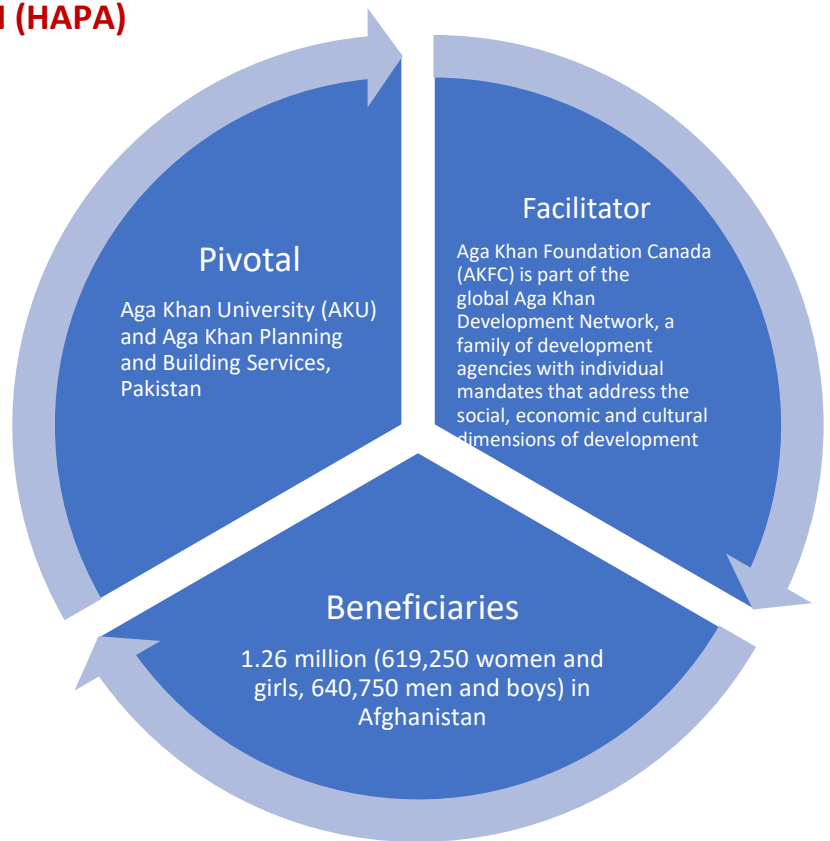 (HAPA)
Pivotal
Aga Khan University (AKU)
and Aga Khan Planning
and Building Services,
Pakistan
Facilitator
Aga Khan Foundation Canada
(AKFC) is part of the
global Aga Khan
Development Network, a
family of development
agencies with individual
mandates that address the
social, economic and cultural
dimensions of development
Beneficiaries
1.26 million (619,250 women and
girls, 640,750 men and boys) in
Afghanistan